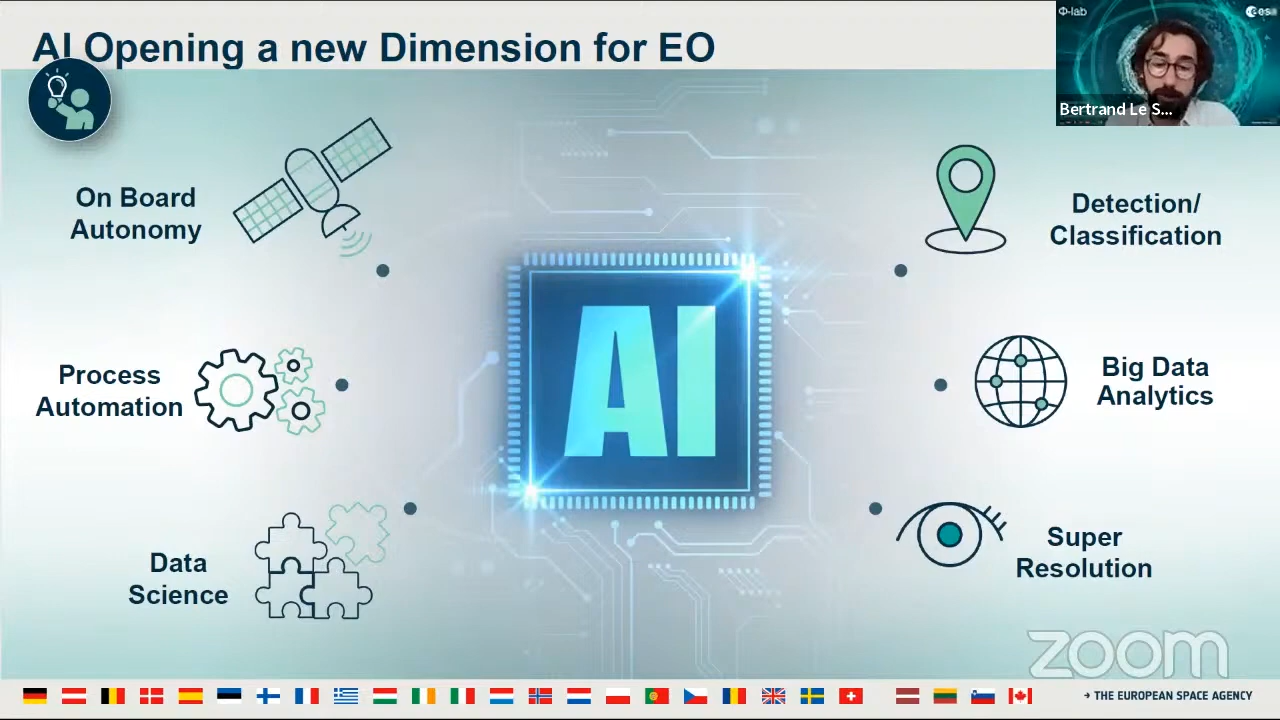 AI Opening a new Dimension for EO
Φ-lab
esa
Bertrand Le S...
On Board
Autonomy
Detection/
Classification
AI
Process
Automation
Big Data
Analytics
Data
Science
Super
Resolution
zoom
→ THE EUROPEAN SPACE AGENCY